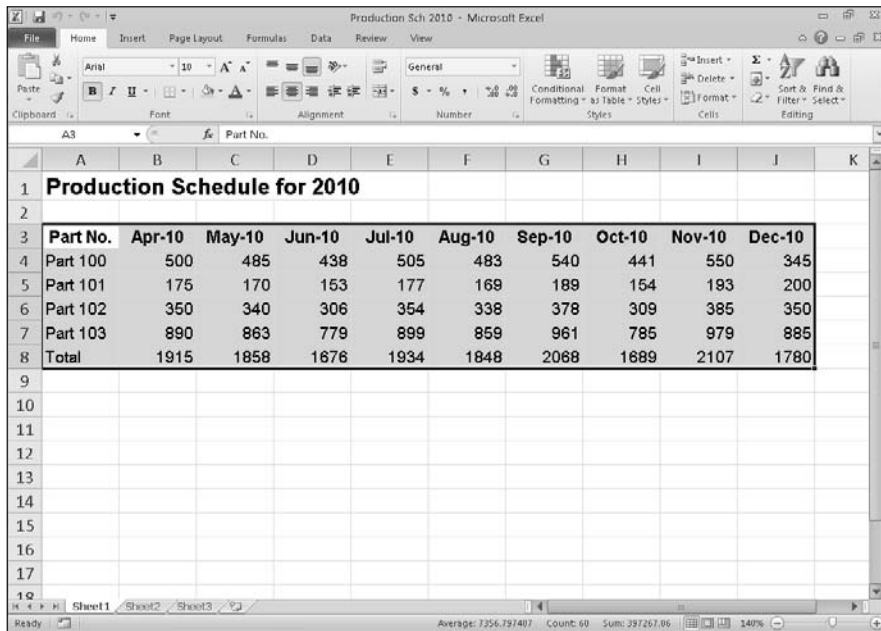 Production Sch 2010 - Microsoft Excel
File Home Insert Page Layout Formulas Data Review View
Paste
Arial 10 A A
B I U A
General
$ % ,
Conditional Formatting Format as Table Cell Styles
Insert
Delete
Format
Σ
Sort & Filter Find & Select
Clipboard Font Alignment Number Styles Cells Editing
A3 fx Part No.
A B C D E F G H I J K
1 Production Schedule for 2010
2
3 Part No. Apr-10 May-10 Jun-10 Jul-10 Aug-10 Sep-10 Oct-10 Nov-10 Dec-10
4 Part 100 500 485 438 505 483 540 441 550 345
5 Part 101 175 170 153 177 169 189 154 193 200
6 Part 102 350 340 306 354 338 378 309 385 350
7 Part 103 890 863 779 899 859 961 785 979 885
8 Total 1915 1858 1676 1934 1848 2068 1689 2107 1780
9
10
11
12
13
14
15
16
17
18
Sheet1 Sheet2 Sheet3
Ready Average: 7356.797407 Count: 60 Sum: 397267.06 140%